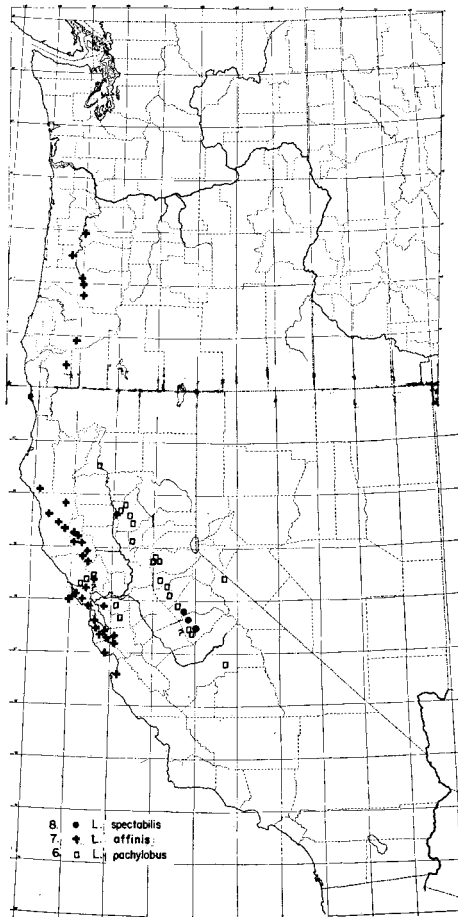 8. ● L. spectabilis
7. ✚ L. affinis
6. □ L. pachylobus